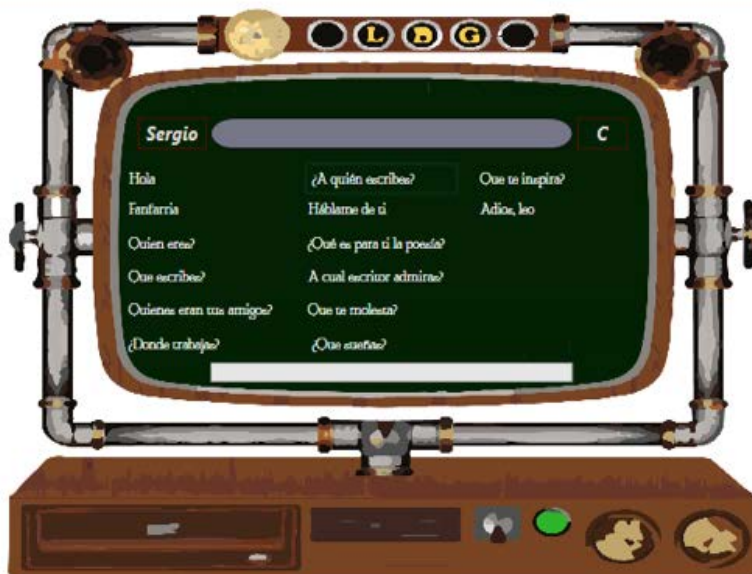 L D G
Sergio
C
Hola
¿A quién escribes?
Que te inspira?
Fanfarria
Háblame de ti
Adios, leo
Quien eres?
¿Qué es para ti la poesía?
Que escribes?
A cual escritor admiras?
Quienes eran tus amigos?
Que te molesta?
¿Donde trabajas?
¿Que sueñas?